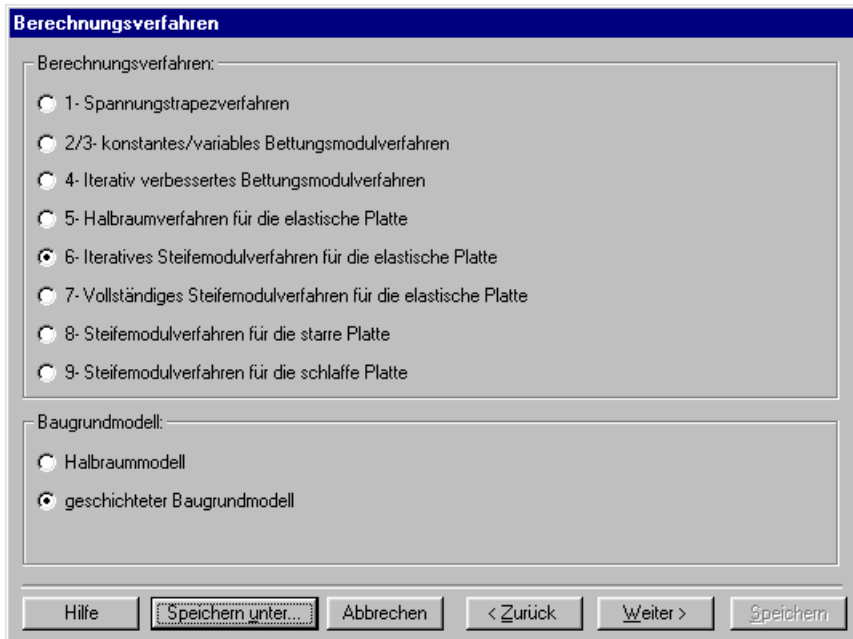 Berechnungsverfahren
Berechnungsverfahren:
1- Spannungstrapezverfahren
2/3- konstantes/variables Bettungsmodulverfahren
4- Iterativ verbessertes Bettungsmodulverfahren
5- Halbraumverfahren für die elastische Platte
6- Iteratives Steifemodulverfahren für die elastische Platte
7- Vollständiges Steifemodulverfahren für die elastische Platte
8- Steifemodulverfahren für die starre Platte
9- Steifemodulverfahren für die schlaffe Platte
Baugrundmodell:
Halbraummodell
geschichteter Baugrundmodell
Hilfe Speichern unter... Abbrechen < Zurück Weiter > Speichern